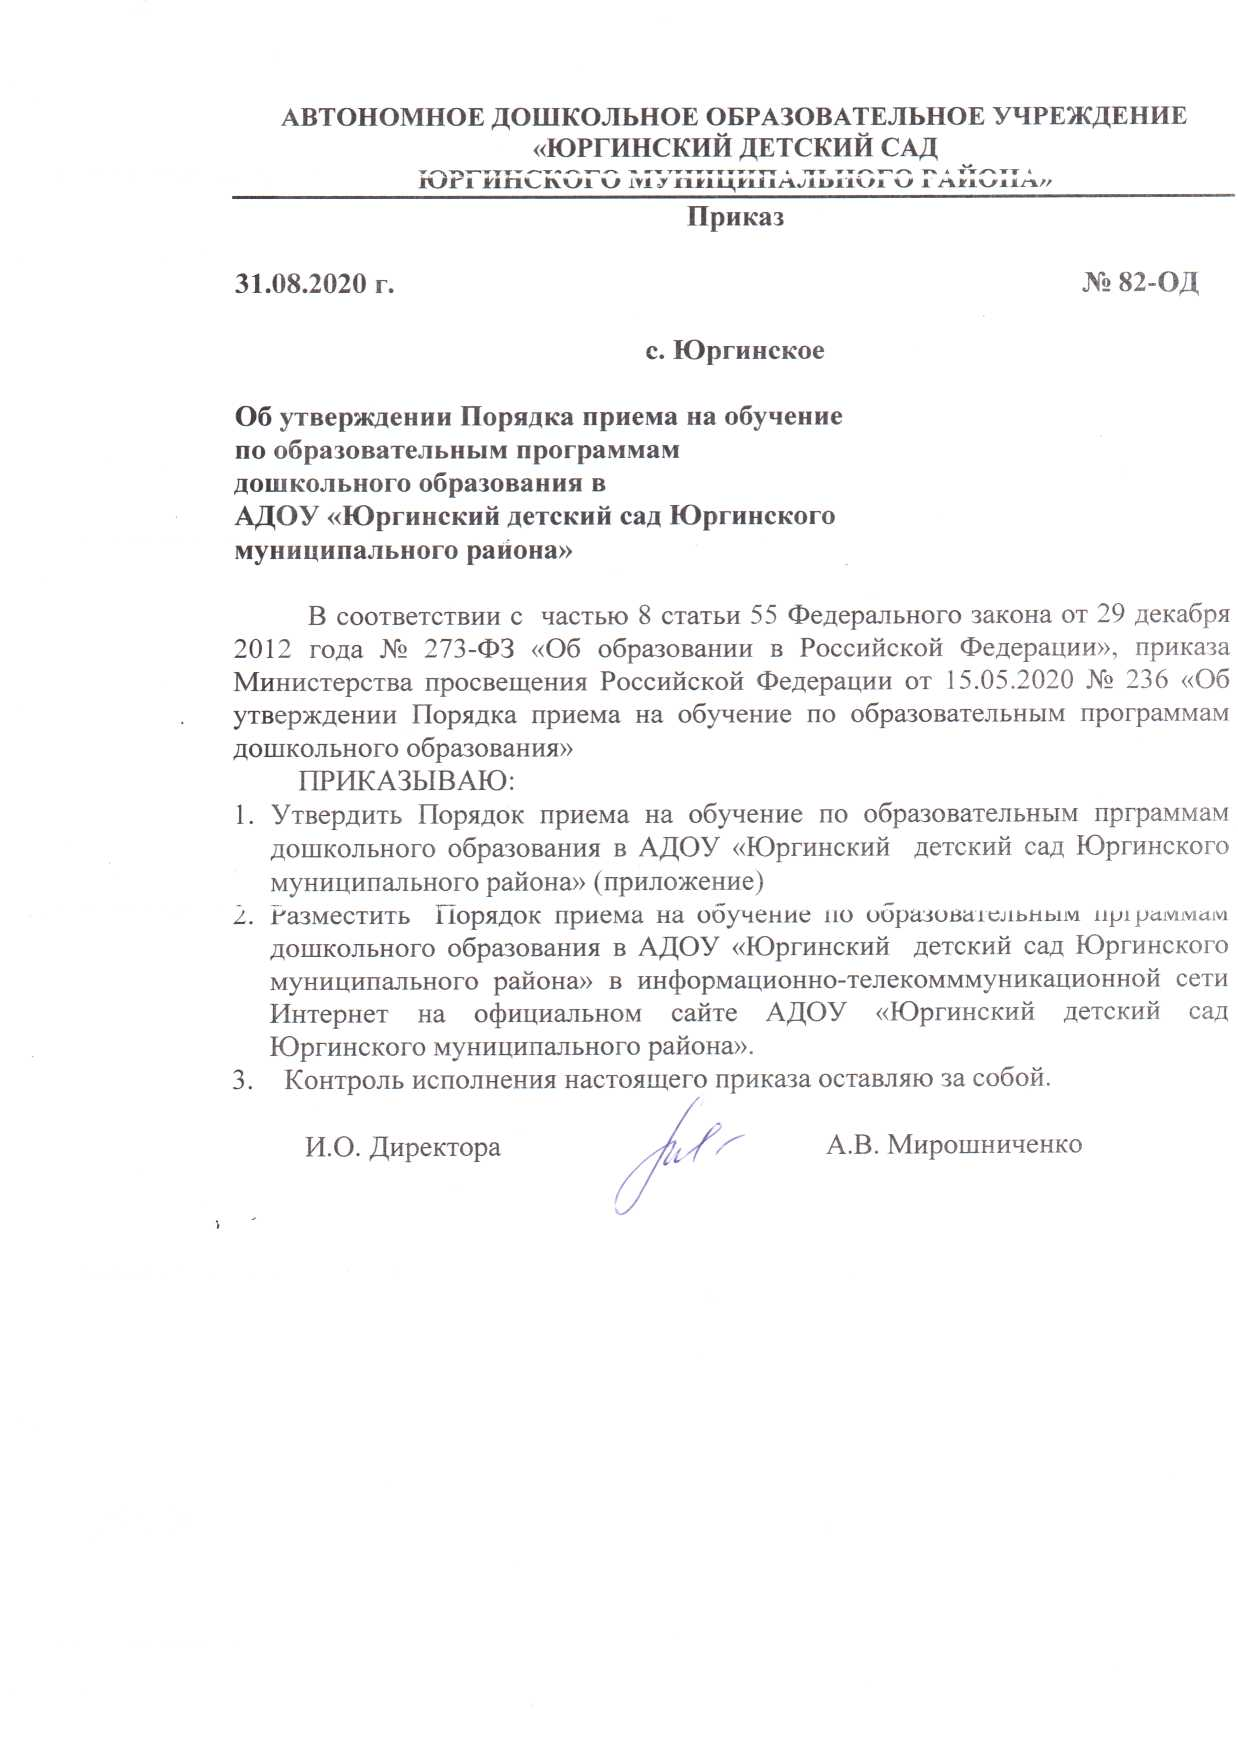 АВТОНОМНОЕ ДОШКОЛЬНОЕ ОБРАЗОВАТЕЛЬНОЕ УЧРЕЖДЕНИЕ
«ЮРГИНСКИЙ ДЕТСКИЙ САД
ЮРГИНСКОГО МУНИЦИПАЛЬНОГО РАЙОНА»
Приказ
31.08.2020 г. № 82-ОД
с. Юргинское
Об утверждении Порядка приема на обучение
по образовательным программам
дошкольного образования в
АДОУ «Юргинский детский сад Юргинского
муниципального района»
В соответствии с частью 8 статьи 55 Федерального закона от 29 декабря
2012 года № 273-ФЗ «Об образовании в Российской Федерации», приказа
Министерства просвещения Российской Федерации от 15.05.2020 № 236 «Об
утверждении Порядка приема на обучение по образовательным программам
дошкольного образования»
ПРИКАЗЫВАЮ:
1. Утвердить Порядок приема на обучение по образовательным прграммам
дошкольного образования в АДОУ «Юргинский детский сад Юргинского
муниципального района» (приложение)
2. Разместить Порядок приема на обучение по образовательным прграммам
дошкольного образования в АДОУ «Юргинский детский сад Юргинского
муниципального района» в информационно-телекомммуникационной сети
Интернет на официальном сайте АДОУ «Юргинский детский сад
Юргинского муниципального района».
3. Контроль исполнения настоящего приказа оставляю за собой.
И.О. Директора А.В. Мирошниченко